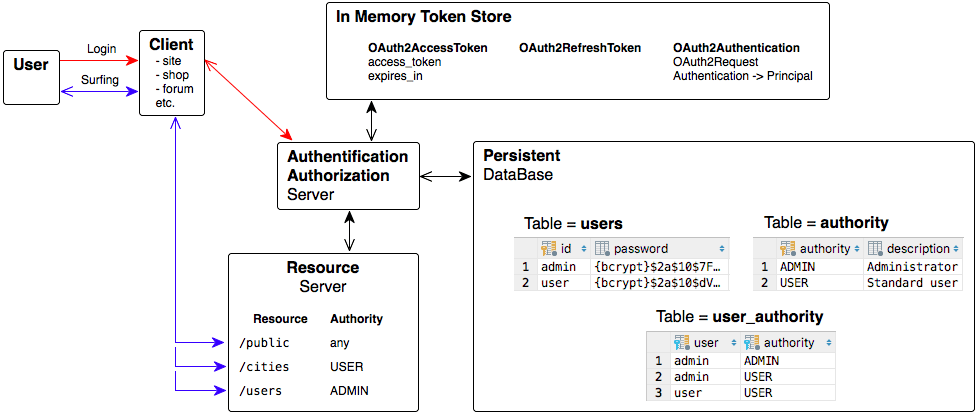 User
Login
Surfing
Client
- site
- shop
- forum
etc.
In Memory Token Store
OAuth2AccessToken OAuth2RefreshToken OAuth2Authentication
access_token OAuth2Request
expires_in Authentication -> Principal
Authentification
Authorization
Server
Persistent
DataBase
Table = users
id password
1 admin {bcrypt}$2a$10$7F…
2 user {bcrypt}$2a$10$dV…
Table = authority
authority description
1 ADMIN Administrator
2 USER Standard user
Table = user_authority
user authority
1 admin ADMIN
2 admin USER
3 user USER
Resource
Server
Resource Authority
/public any
/cities USER
/users ADMIN